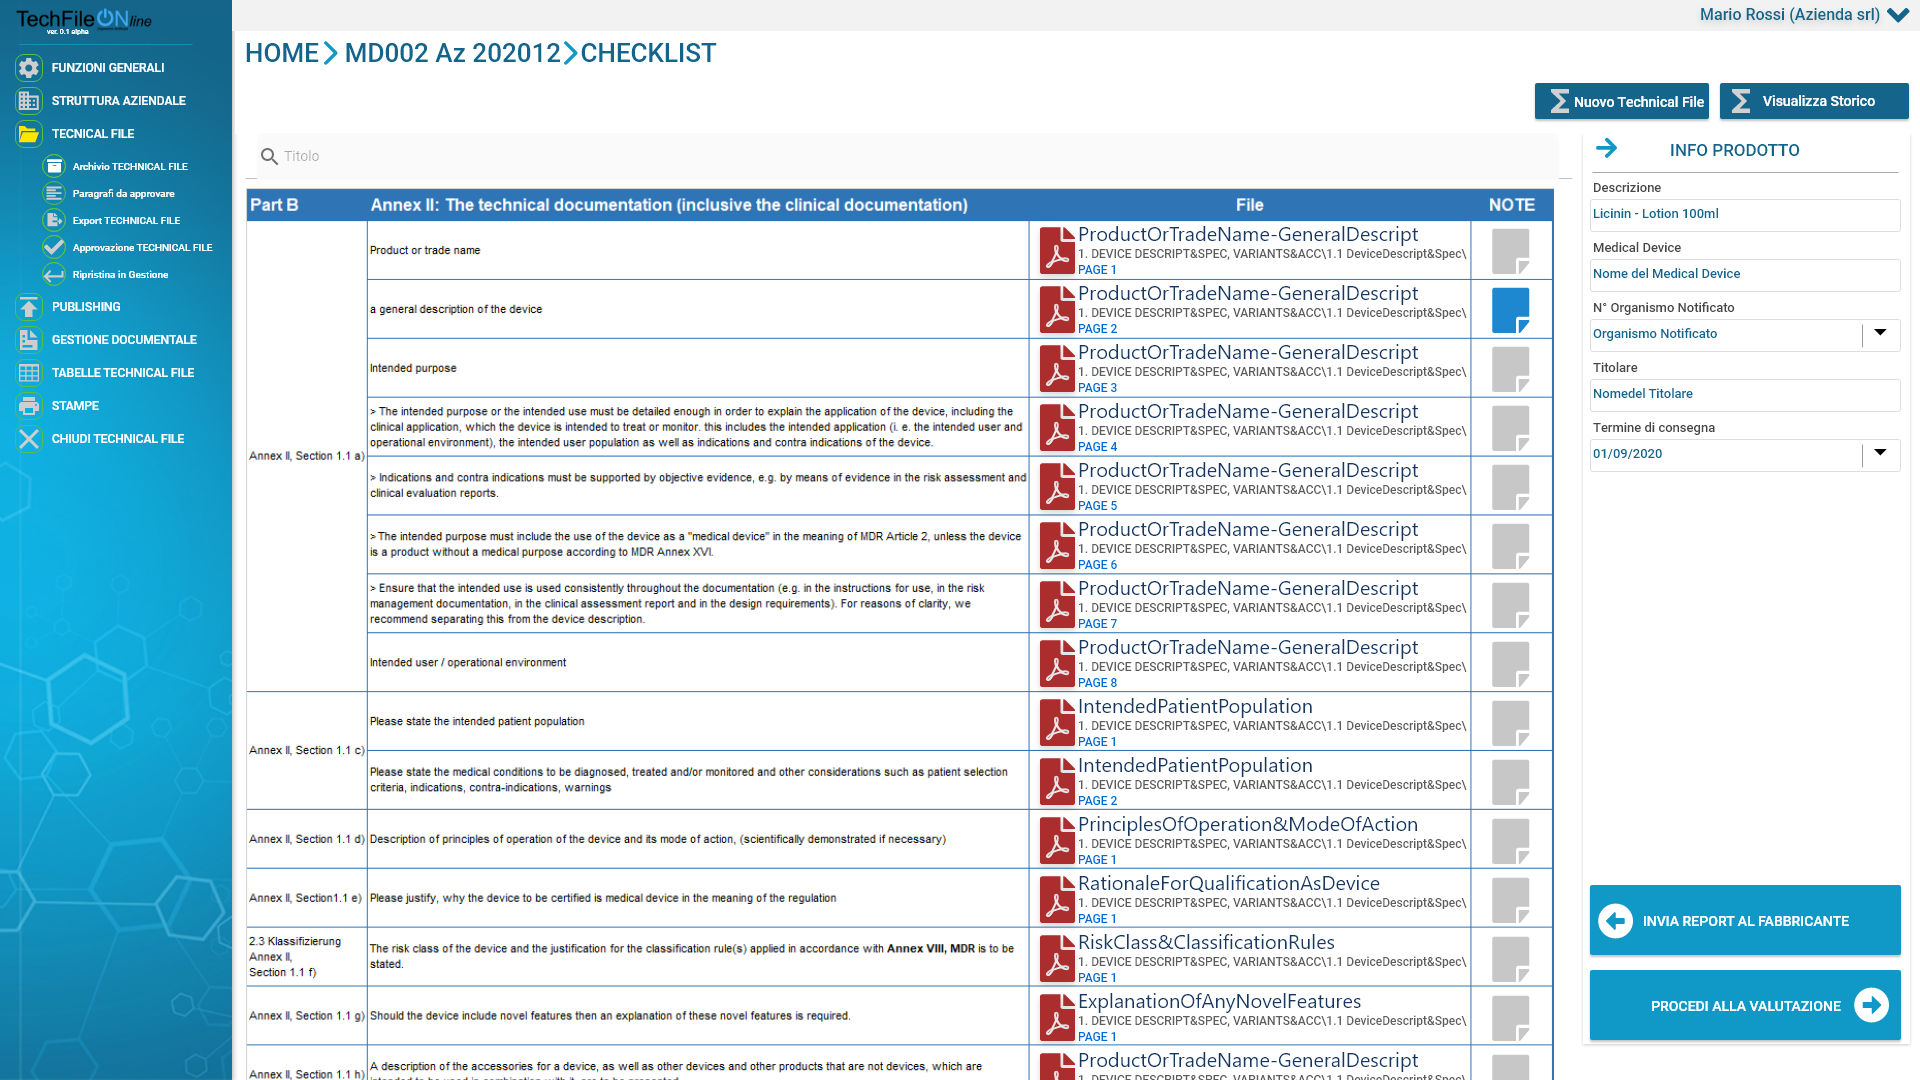 TechFileONline
ver. 0.1 alpha
FUNZIONI GENERALI
STRUTTURA AZIENDALE
TECNICAL FILE
Archivio TECHNICAL FILE
Paragrafi da approvare
Export TECHNICAL FILE
Approvazione TECHNICAL FILE
Ripristina in Gestione
PUBLISHING
GESTIONE DOCUMENTALE
TABELLE TECHNICAL FILE
STAMPE
CHIUDI TECHNICAL FILE
Mario Rossi (Azienda srl)
HOME MD002 Az 202012 CHECKLIST
Nuovo Technical File
Visualizza Storico
Titolo
Part B
Annex II: The technical documentation (inclusive the clinical documentation)
File
NOTE
Annex II, Section 1.1 a)
Product or trade name
ProductOrTradeName-GeneralDescript
1. DEVICE DESCRIPT&SPEC, VARIANTS&ACC\1.1 DeviceDescript&Spec\
PAGE 1
a general description of the device
ProductOrTradeName-GeneralDescript
1. DEVICE DESCRIPT&SPEC, VARIANTS&ACC\1.1 DeviceDescript&Spec\
PAGE 2
Intended purpose
ProductOrTradeName-GeneralDescript
1. DEVICE DESCRIPT&SPEC, VARIANTS&ACC\1.1 DeviceDescript&Spec\
PAGE 3
> The intended purpose or the intended use must be detailed enough in order to explain the application of the device, including the
clinical application, which the device is intended to treat or monitor. this includes the intended application (i. e. the intended user and
operational environment), the intended user population as well as indications and contra indications of the device.
ProductOrTradeName-GeneralDescript
1. DEVICE DESCRIPT&SPEC, VARIANTS&ACC\1.1 DeviceDescript&Spec\
PAGE 4
> Indications and contra indications must be supported by objective evidence, e.g. by means of evidence in the risk assessment and
clinical evaluation reports.
ProductOrTradeName-GeneralDescript
1. DEVICE DESCRIPT&SPEC, VARIANTS&ACC\1.1 DeviceDescript&Spec\
PAGE 5
> The intended purpose must include the use of the device as a "medical device" in the meaning of MDR Article 2, unless the device
is a product without a medical purpose according to MDR Annex XVI.
ProductOrTradeName-GeneralDescript
1. DEVICE DESCRIPT&SPEC, VARIANTS&ACC\1.1 DeviceDescript&Spec\
PAGE 6
> Ensure that the intended use is used consistently throughout the documentation (e.g. in the instructions for use, in the risk
management documentation, in the clinical assessment report and in the design requirements). For reasons of clarity, we
recommend separating this from the device description.
ProductOrTradeName-GeneralDescript
1. DEVICE DESCRIPT&SPEC, VARIANTS&ACC\1.1 DeviceDescript&Spec\
PAGE 7
Intended user / operational environment
ProductOrTradeName-GeneralDescript
1. DEVICE DESCRIPT&SPEC, VARIANTS&ACC\1.1 DeviceDescript&Spec\
PAGE 8
Annex II, Section 1.1 c)
Please state the intended patient population
IntendedPatientPopulation
1. DEVICE DESCRIPT&SPEC, VARIANTS&ACC\1.1 DeviceDescript&Spec\
PAGE 1
Please state the medical conditions to be diagnosed, treated and/or monitored and other considerations such as patient selection
criteria, indications, contra-indications, warnings
IntendedPatientPopulation
1. DEVICE DESCRIPT&SPEC, VARIANTS&ACC\1.1 DeviceDescript&Spec\
PAGE 2
Annex II, Section 1.1 d)
Description of principles of operation of the device and its mode of action, (scientifically demonstrated if necessary)
PrinciplesOfOperation&ModeOfAction
1. DEVICE DESCRIPT&SPEC, VARIANTS&ACC\1.1 DeviceDescript&Spec\
PAGE 1
Annex II, Section1.1 e)
Please justify, why the device to be certified is medical device in the meaning of the regulation
RationaleForQualificationAsDevice
1. DEVICE DESCRIPT&SPEC, VARIANTS&ACC\1.1 DeviceDescript&Spec\
PAGE 1
2.3 Klassifizierung
Annex II,
Section 1.1 f)
The risk class of the device and the justification for the classification rule(s) applied in accordance with Annex VIII, MDR is to be
stated.
RiskClass&ClassificationRules
1. DEVICE DESCRIPT&SPEC, VARIANTS&ACC\1.1 DeviceDescript&Spec\
PAGE 1
Annex II, Section 1.1 g)
Should the device include novel features then an explanation of these novel features is required.
ExplanationOfAnyNovelFeatures
1. DEVICE DESCRIPT&SPEC, VARIANTS&ACC\1.1 DeviceDescript&Spec\
PAGE 1
Annex II, Section 1.1 h)
A description of the accessories for a device, as well as other devices and other products that are not devices, which are
ProductOrTradeName-GeneralDescript
1. DEVICE DESCRIPT&SPEC, VARIANTS&ACC\1.1 DeviceDescript&Spec\
INFO PRODOTTO
Descrizione
Licinin - Lotion 100ml
Medical Device
Nome del Medical Device
N° Organismo Notificato
Organismo Notificato
Titolare
Nomedel Titolare
Termine di consegna
01/09/2020
INVIA REPORT AL FABBRICANTE
PROCEDI ALLA VALUTAZIONE